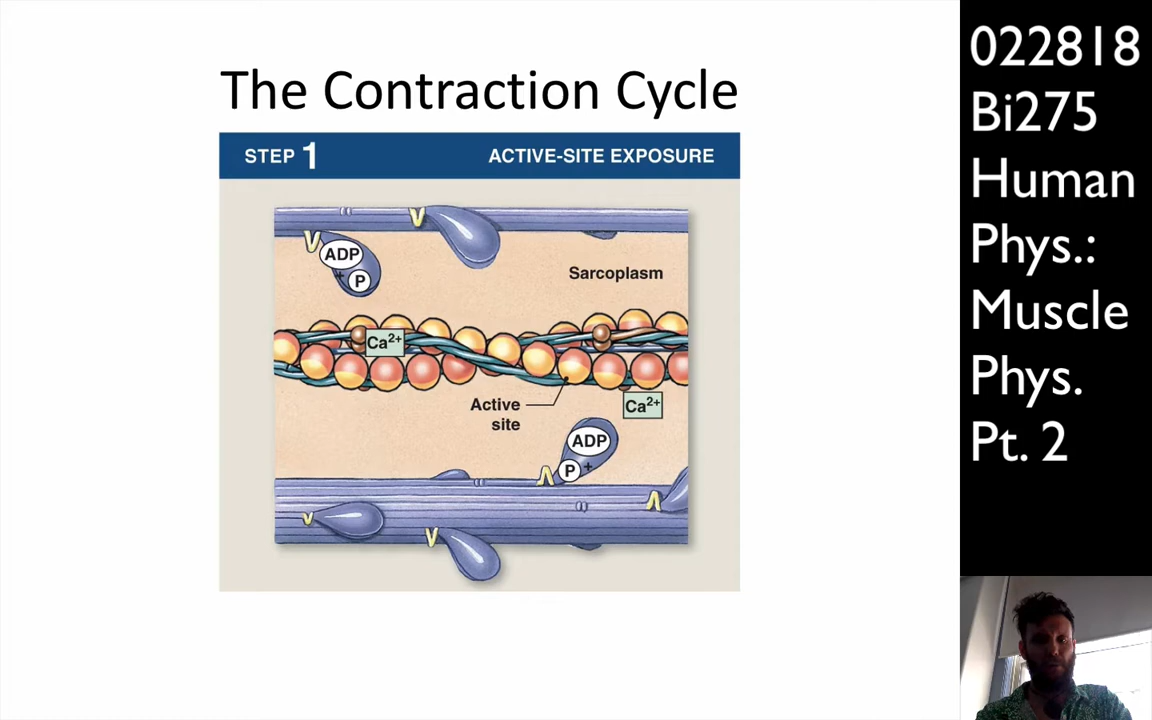 The Contraction Cycle
STEP 1 ACTIVE-SITE EXPOSURE
ADP
+
P
Sarcoplasm
Ca2+
Active
site
Ca2+
ADP
P +
022818
Bi275
Human
Phys.:
Muscle
Phys.
Pt. 2